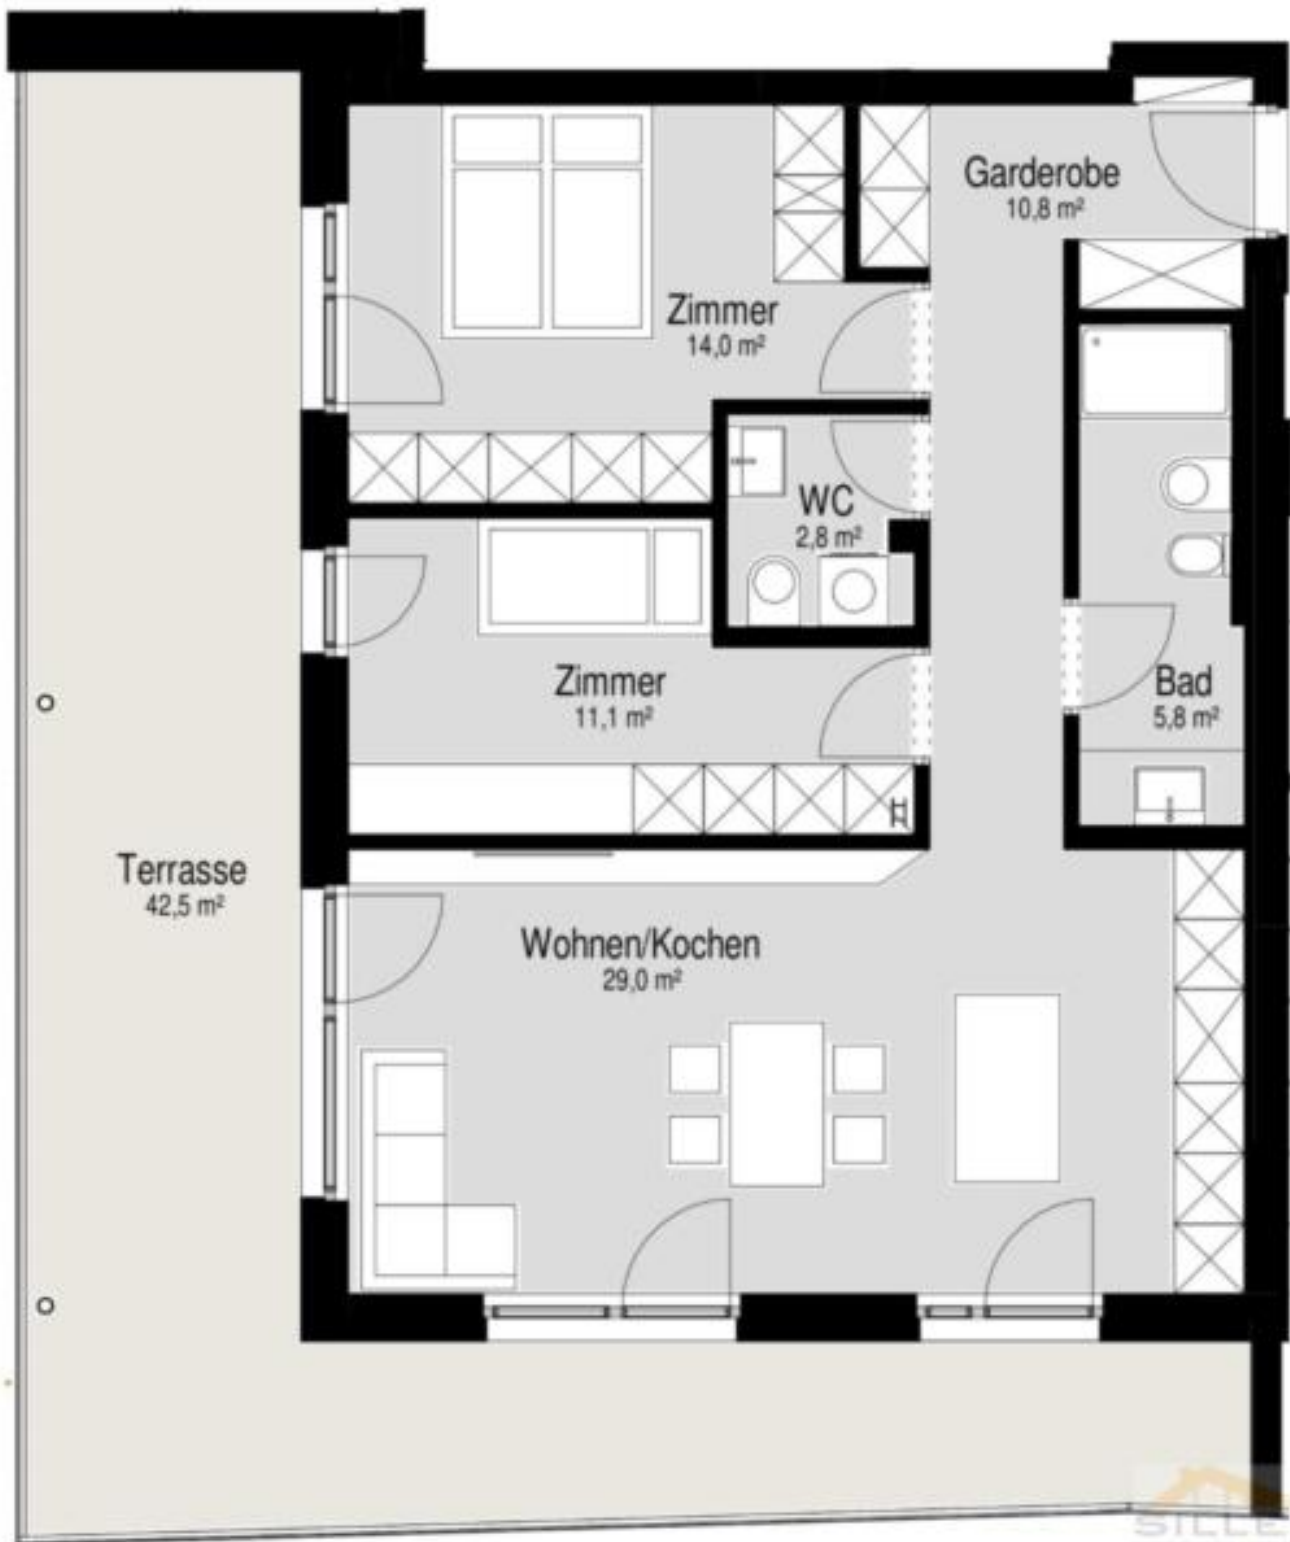 Garderobe
10,8 m²
Zimmer
14,0 m²
WC
2,8 m²
Zimmer
11,1 m²
Bad
5,8 m²
Terrasse
42,5 m²
Wohnen/Kochen
29,0 m²
SILLE